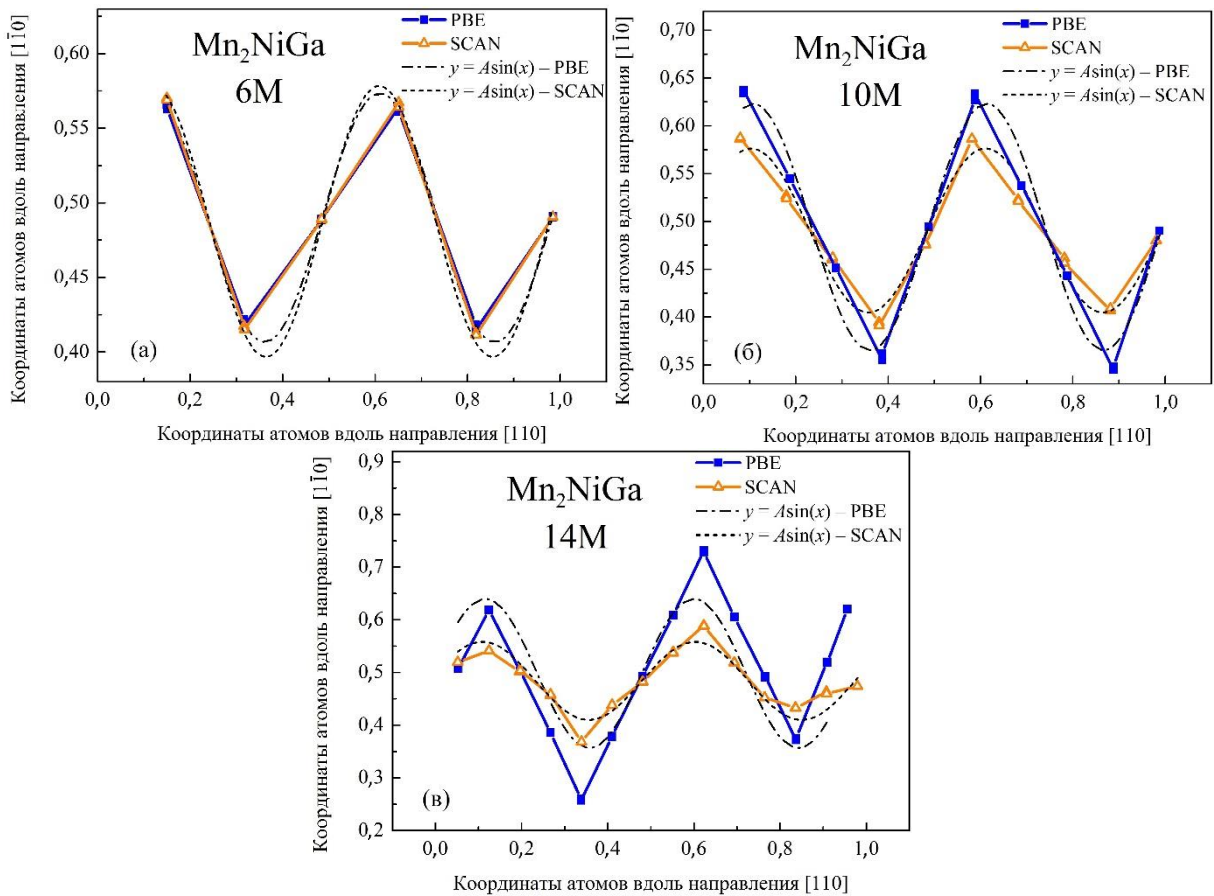 PBE
SCAN
y = Asin(x) – PBE
y = Asin(x) – SCAN
Mn₂NiGa
6M
Координаты атомов вдоль направления [11̄0]
0,60
0,55
0,50
0,45
0,40
(а)
0,0 0,2 0,4 0,6 0,8 1,0
Координаты атомов вдоль направления [110]
PBE
SCAN
y = Asin(x) – PBE
y = Asin(x) – SCAN
Mn₂NiGa
10M
Координаты атомов вдоль направления [11̄0]
0,70
0,65
0,60
0,55
0,50
0,45
0,40
0,35
(б)
0,0 0,2 0,4 0,6 0,8 1,0
Координаты атомов вдоль направления [110]
PBE
SCAN
y = Asin(x) – PBE
y = Asin(x) – SCAN
Mn₂NiGa
14M
Координаты атомов вдоль направления [11̄0]
0,9
0,8
0,7
0,6
0,5
0,4
0,3
0,2
(в)
0,0 0,2 0,4 0,6 0,8 1,0
Координаты атомов вдоль направления [110]